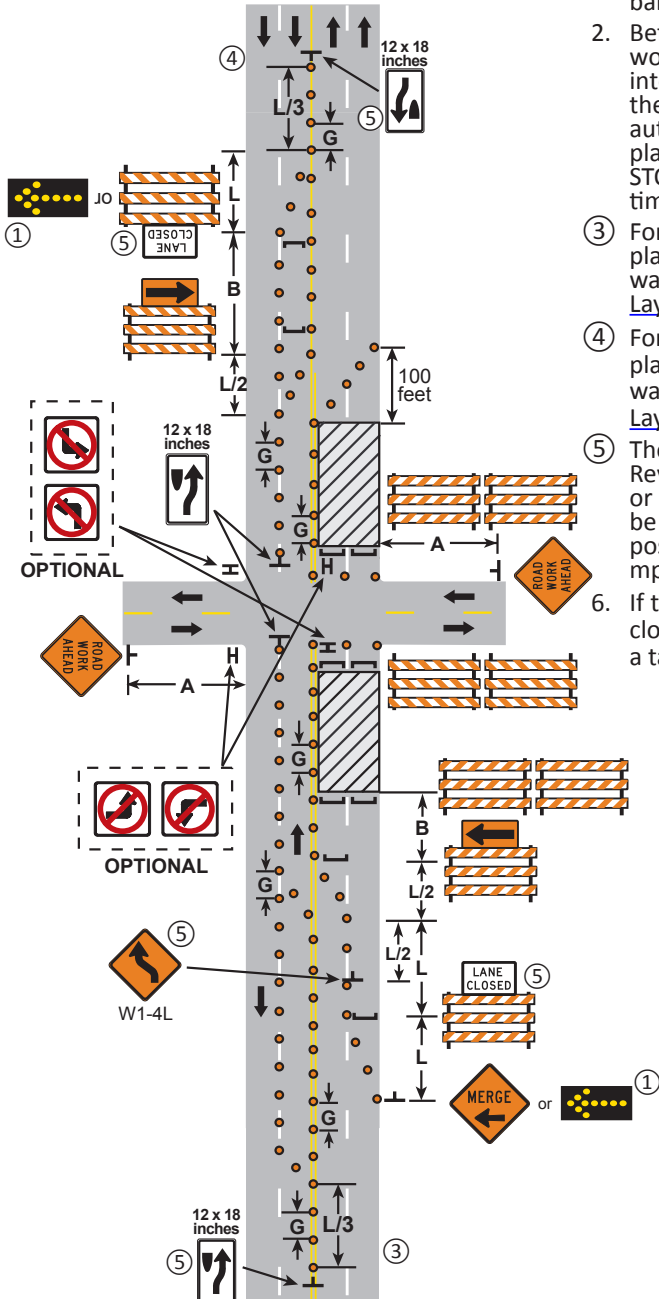 bar
2. Bet
wo
int
the
aut
pla
STO
tim
③ For
pla
wa
Lay
④ For
pla
wa
Lay
⑤ The
Rev
or
be
pos
mp
6. If t
clo
a ta
④
12 x 18
inches
⑤
L/3
G
①
or
⑤
LANE
CLOSED
L
B
L/2
100
feet
12 x 18
inches
G
G
OPTIONAL
H
H
A
ROAD
WORK
AHEAD
ROAD
WORK
AHEAD
A
H
H
G
OPTIONAL
B
G
L/2
⑤
W1-4L
L/2
L
LANE
CLOSED
⑤
L
MERGE
or
①
G
12 x 18
inches
⑤
G
L/3
③